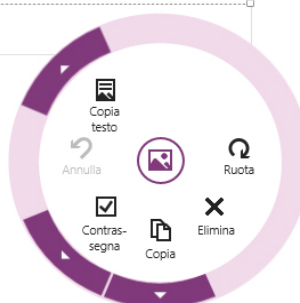 Copia
testo
Annulla
Ruota
Contras-
segna
Copia
Elimina